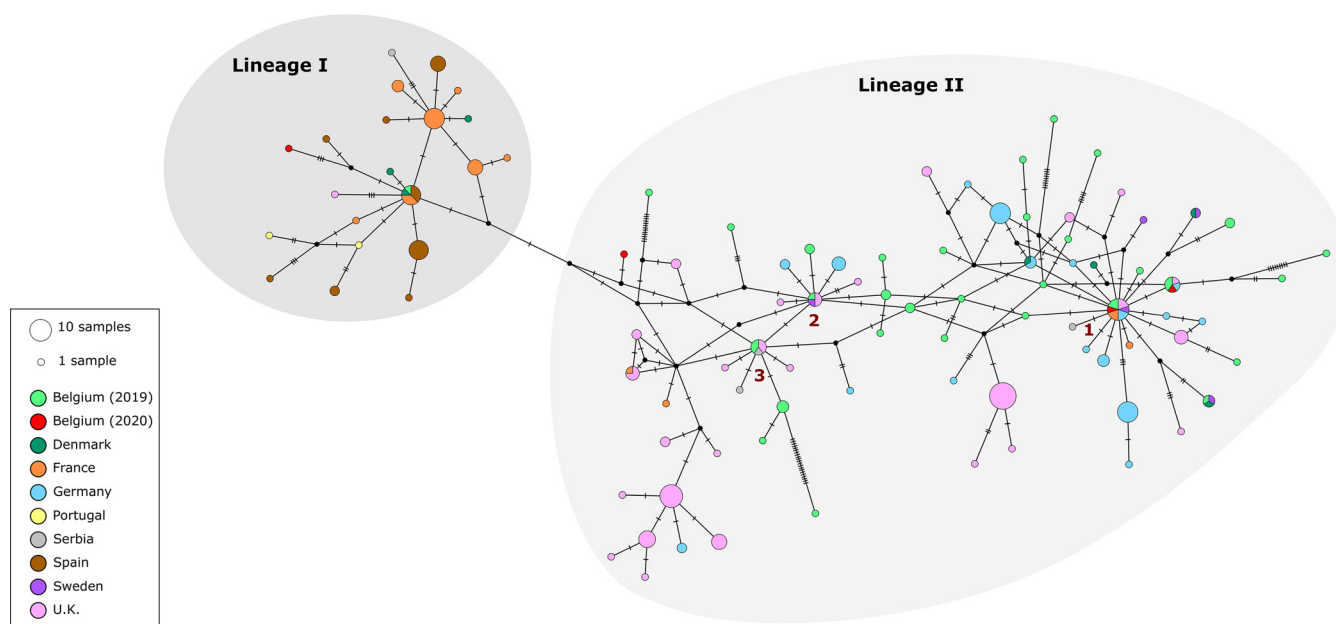 Lineage I
Lineage II
2
1
3
10 samples
1 sample
Belgium (2019)
Belgium (2020)
Denmark
France
Germany
Portugal
Serbia
Spain
Sweden
U.K.